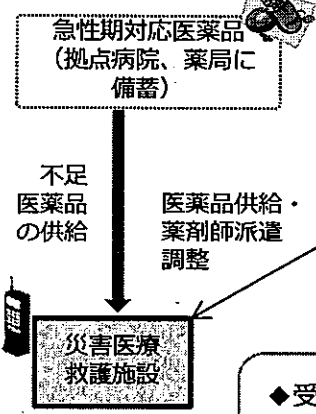 急性期対応医薬品
(拠点病院、薬局に
備蓄)
不足
医薬品
の供給
医薬品供給・
薬剤師派遣
調整
災害医療
救護施設
◆受